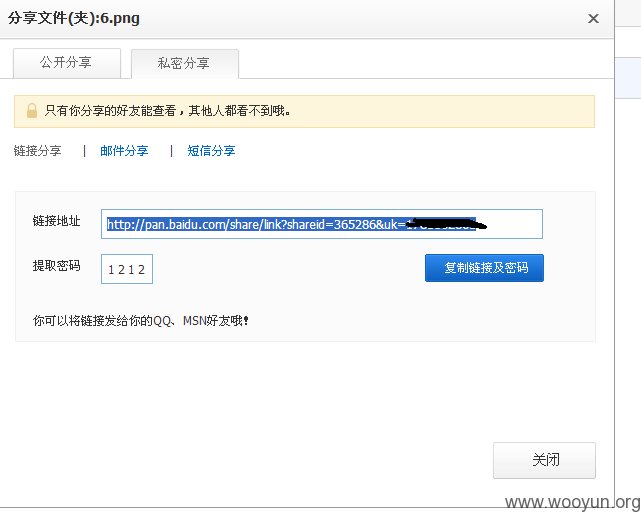 分享文件(夹):6.png
公开分享 私密分享
只有你分享的好友能查看，其他人都看不到哦。
链接分享 | 邮件分享 | 短信分享
链接地址 http://pan.baidu.com/share/link?shareid=365286&uk=
提取密码 1212 复制链接及密码
你可以将链接发给你的QQ、MSN好友哦!
关闭
www.wooyun.org